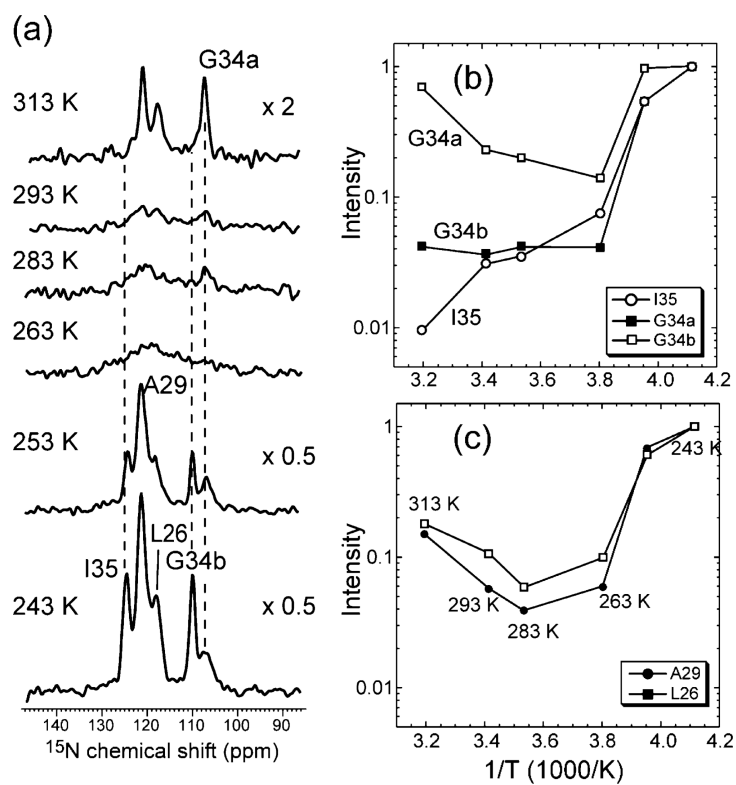 (a)
G34a
313 K
x 2
293 K
283 K
263 K
A29
253 K
x 0.5
L26
I35
G34b
243 K
x 0.5
140 120 100 90
130 110
15N chemical shift (ppm)
(b)
1
G34a
0.1
G34b
0.01
I35
Intensity
I35
G34a
G34b
3.2 3.4 3.6 3.8 4.0 4.2
(c)
1
243 K
313 K
0.1
293 K
263 K
283 K
0.01
Intensity
A29
L26
3.2 3.4 3.6 3.8 4.0 4.2
1/T (1000/K)